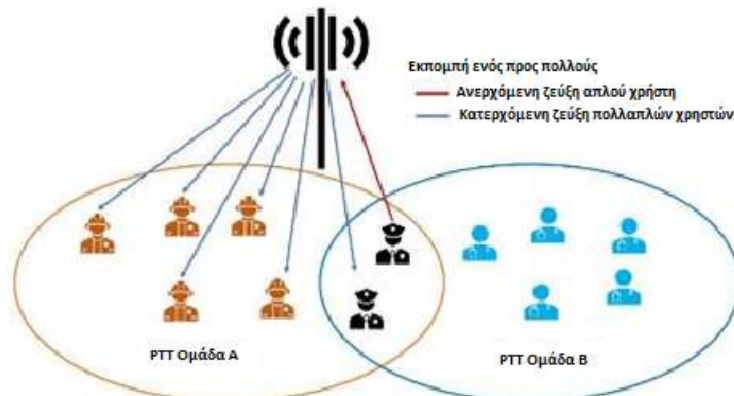 Εκπομπή ενός προς πολλούς
Ανερχόμενη ζεύξη απλού χρήστη
Κατερχόμενη ζεύξη πολλαπλών χρηστών
PTT Ομάδα A
PTT Ομάδα B